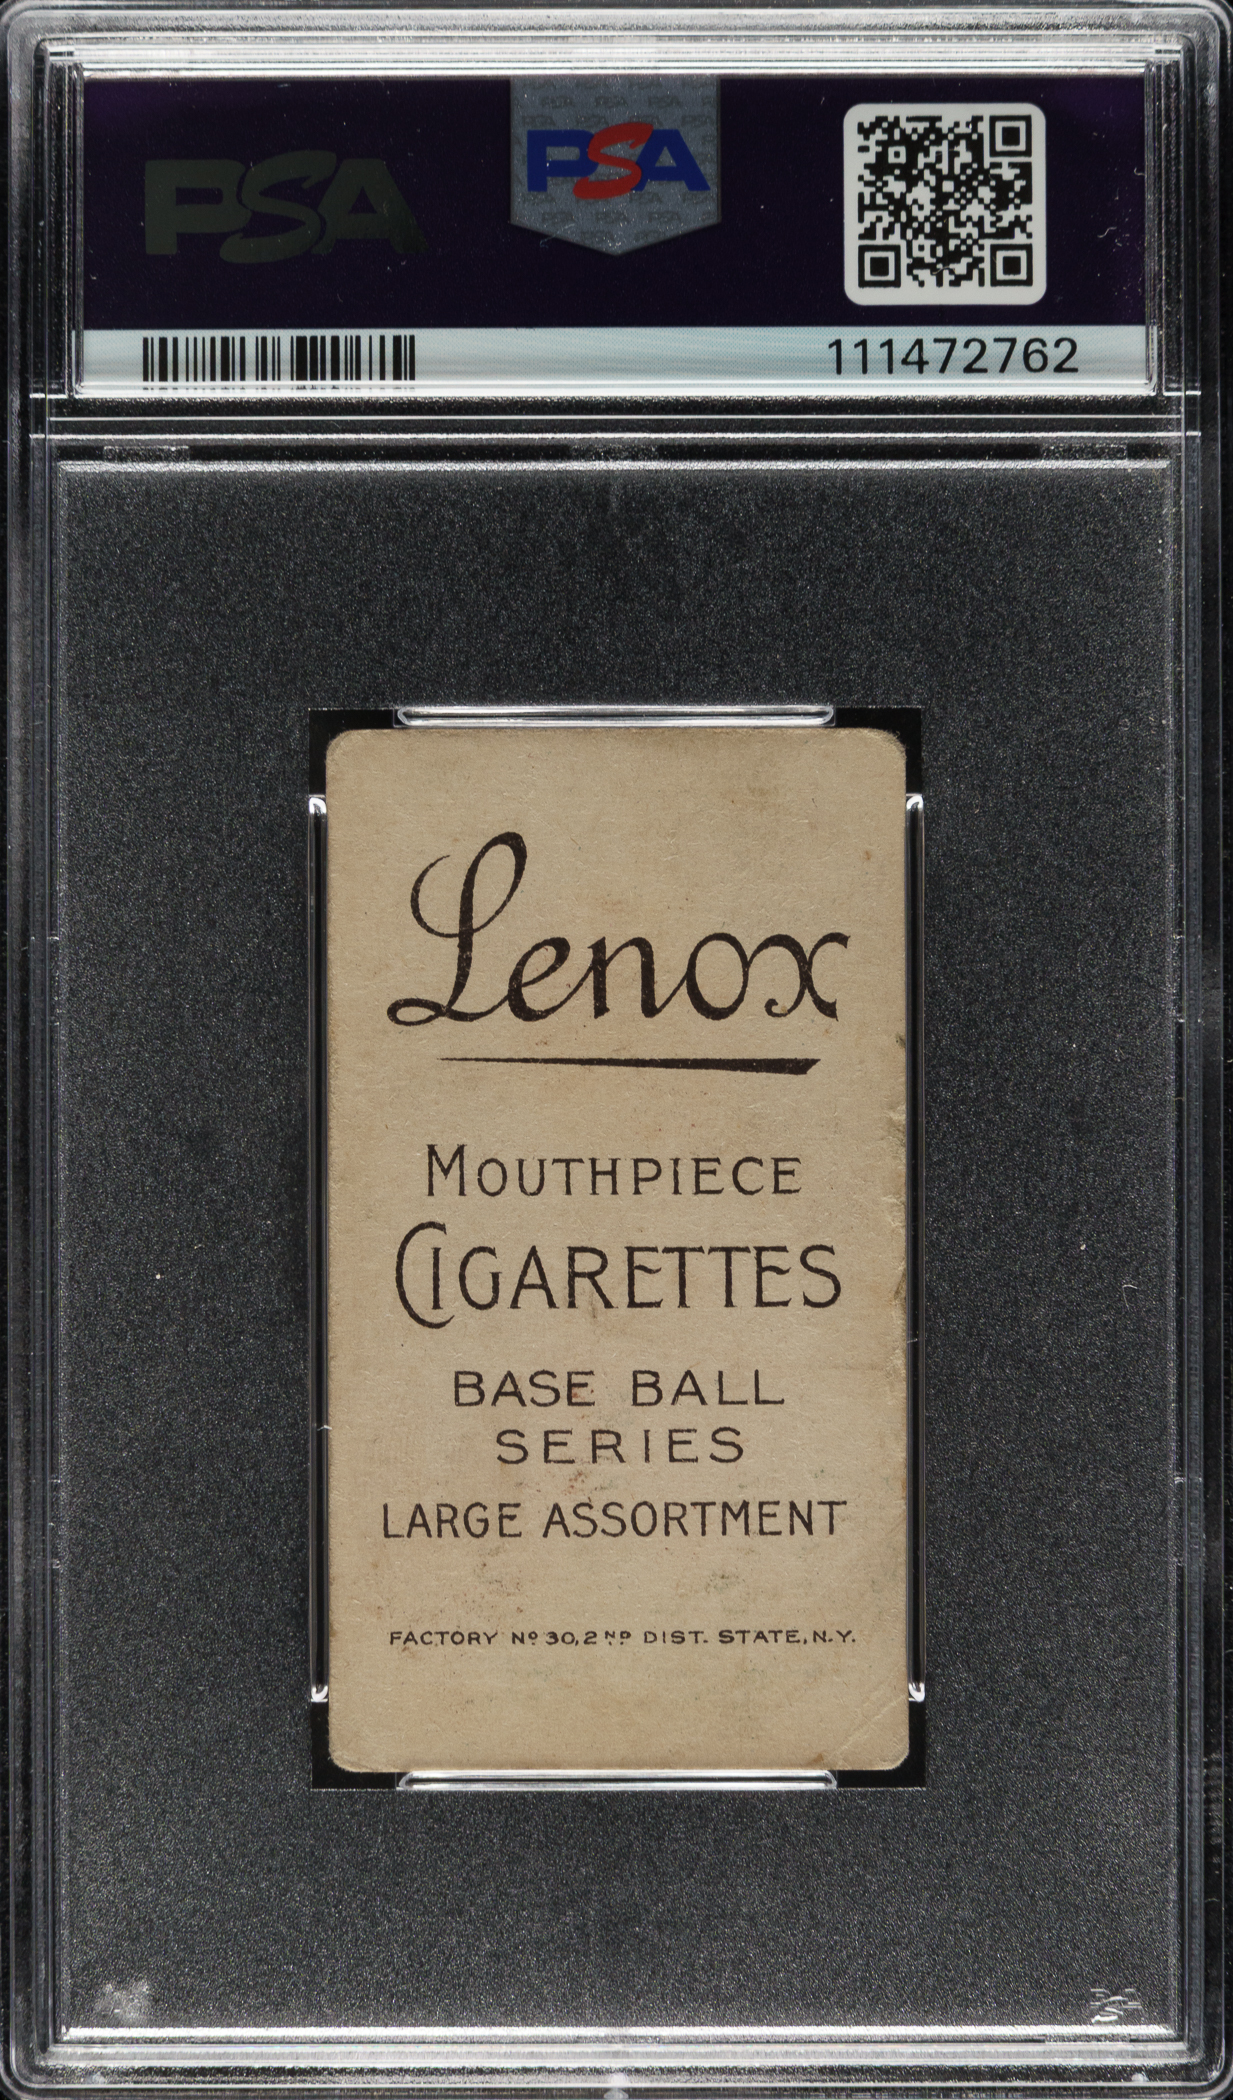 PSA
PSA
111472762
Lenox
MOUTHPIECE
CIGARETTES
BASE BALL
SERIES
LARGE ASSORTMENT
FACTORY Nº 30, 2ND DIST. STATE, N.Y.